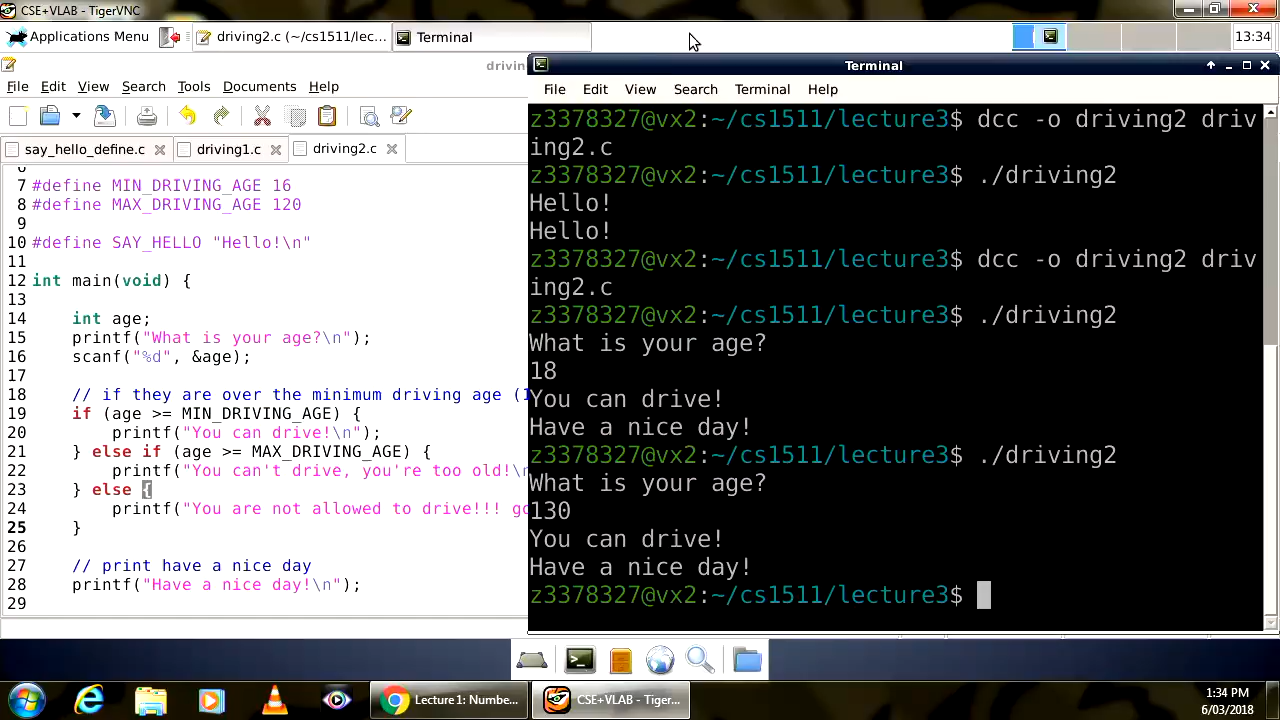 CSE+VLAB - TigerVNC
Applications Menu
driving2.c (~/cs1511/lec...
Terminal
13:34
drivin
Terminal
File Edit View Search Tools Documents Help
File Edit View Search Terminal Help
say_hello_define.c
driving1.c
driving2.c
7 #define MIN_DRIVING_AGE 16
8 #define MAX_DRIVING_AGE 120
9
10 #define SAY_HELLO "Hello!\n"
11
12 int main(void) {
13
14 int age;
15 printf("What is your age?\n");
16 scanf("%d", &age);
17
18 // if they are over the minimum driving age (1
19 if (age >= MIN_DRIVING_AGE) {
20 printf("You can drive!\n");
21 } else if (age >= MAX_DRIVING_AGE) {
22 printf("You can't drive, you're too old!\n
23 } else {
24 printf("You are not allowed to drive!!! go
25 }
26
27 // print have a nice day
28 printf("Have a nice day!\n");
29
z3378327@vx2:~/cs1511/lecture3$ dcc -o driving2 driv
ing2.c
z3378327@vx2:~/cs1511/lecture3$ ./driving2
Hello!
Hello!
z3378327@vx2:~/cs1511/lecture3$ dcc -o driving2 driv
ing2.c
z3378327@vx2:~/cs1511/lecture3$ ./driving2
What is your age?
18
You can drive!
Have a nice day!
z3378327@vx2:~/cs1511/lecture3$ ./driving2
What is your age?
130
You can drive!
Have a nice day!
z3378327@vx2:~/cs1511/lecture3$
Lecture 1: Numbe...
CSE+VLAB - TigerV...
1:34 PM
6/03/2018